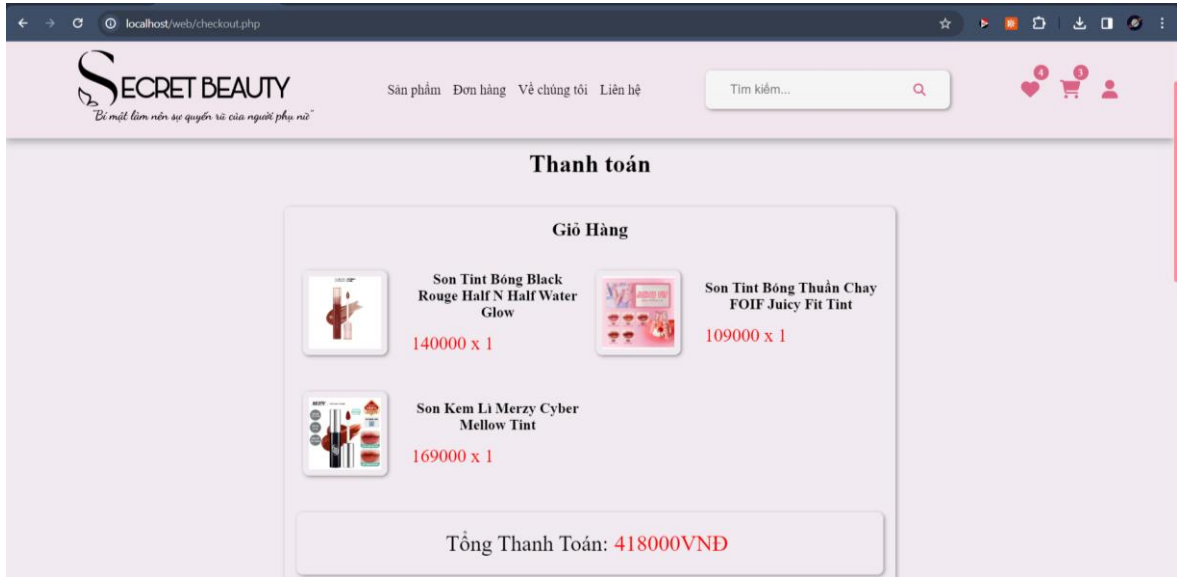 localhost/web/checkout.php
SECRET BEAUTY
"Bí mật làm nên sự quyến rũ của người phụ nữ"
Sản phẩm Đơn hàng Về chúng tôi Liên hệ
Tìm kiếm...
4
3
Thanh toán
Giỏ Hàng
Son Tint Bóng Black
Rouge Half N Half Water
Glow
140000 x 1
Son Tint Bóng Thuần Chay
FOIF Juicy Fit Tint
109000 x 1
Son Kem Lì Merzy Cyber
Mellow Tint
169000 x 1
Tổng Thanh Toán: 418000VNĐ